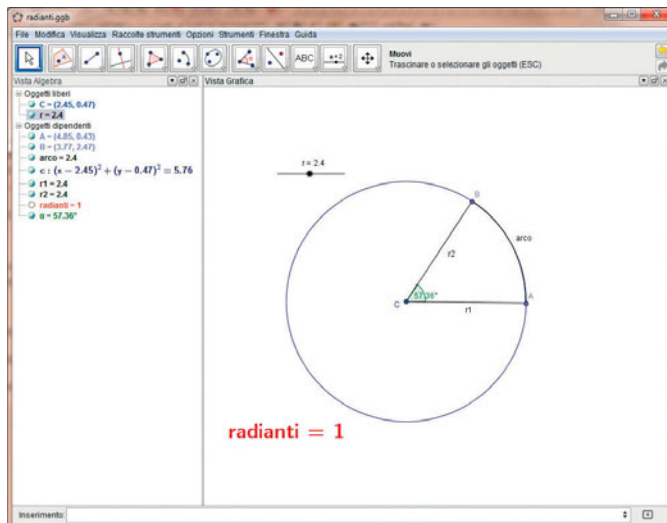 radianti.ggb
File Modifica Visualizza Raccolte strumenti Opzioni Strumenti Finestra Guida
ABC
a=2
Muovi
Trascinare o selezionare gli oggetti (ESC)
Vista Algebra
Vista Grafica
Oggetti liberi
C = (2.45, 0.47)
r = 2.4
Oggetti dipendenti
A = (4.85, 0.43)
B = (3.77, 2.47)
arco = 2.4
c : (x − 2.45)² + (y − 0.47)² = 5.76
r1 = 2.4
r2 = 2.4
radianti = 1
α = 57.36°
r = 2.4
B
arco
r2
57.36°
C
A
r1
radianti = 1
Inserimento: